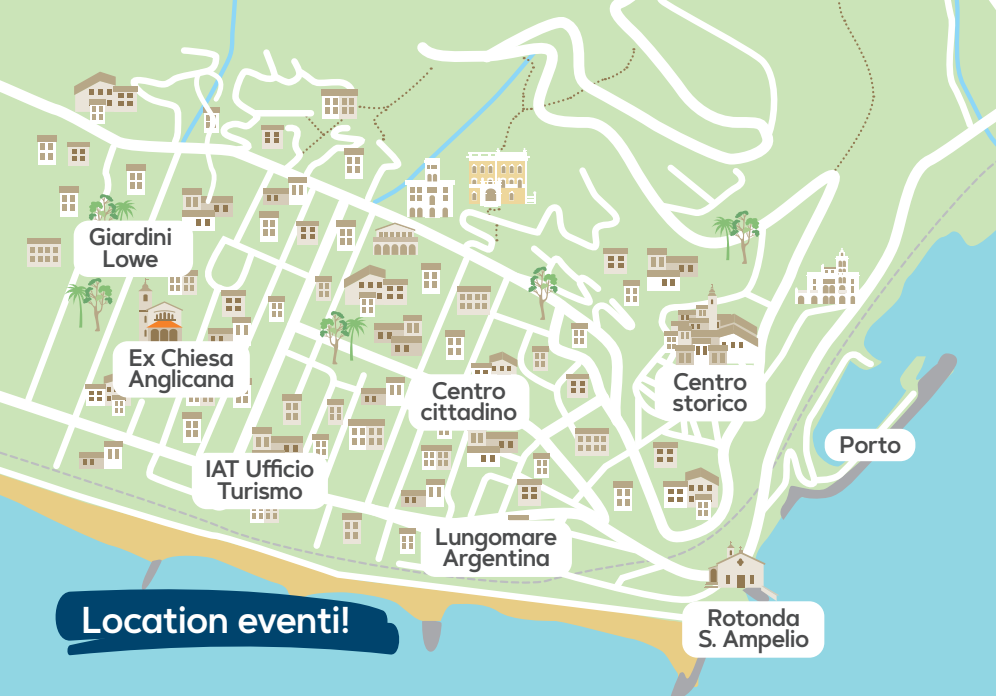 Giardini
Lowe
Ex Chiesa
Anglicana
Centro
cittadino
Centro
storico
Porto
IAT Ufficio
Turismo
Lungomare
Argentina
Location eventi!
Rotonda
S. Ampelio